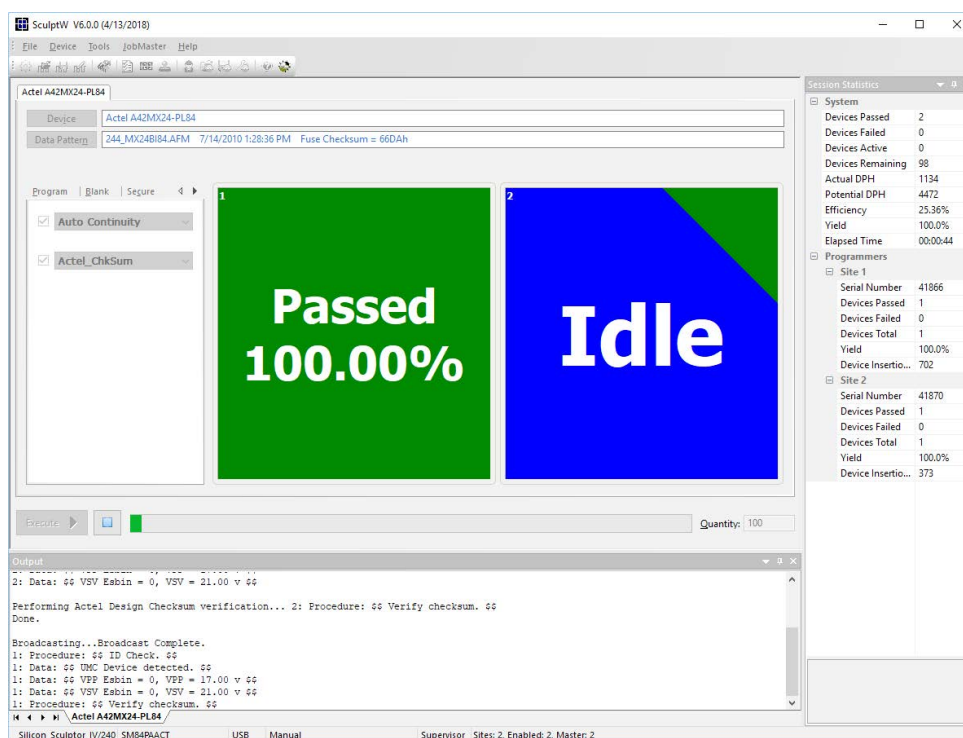 SculptW V6.0.0 (4/13/2018)
File Device Tools JobMaster Help
Actel A42MX24-PL84
Device Actel A42MX24-PL84
Data Pattern 244_MX24BI84.AFM 7/14/2010 1:28:36 PM Fuse Checksum = 66DAh
Program | Blank | Secure
Auto Continuity
Actel_ChkSum
1
Passed
100.00%
2
Idle
Execute
Quantity: 100
Session Statistics
System
Devices Passed 2
Devices Failed 0
Devices Active 0
Devices Remaining 98
Actual DPH 1134
Potential DPH 4472
Efficiency 25.36%
Yield 100.0%
Elapsed Time 00:00:44
Programmers
Site 1
Serial Number 41866
Devices Passed 1
Devices Failed 0
Devices Total 1
Yield 100.0%
Device Insertio... 702
Site 2
Serial Number 41870
Devices Passed 1
Devices Failed 0
Devices Total 1
Yield 100.0%
Device Insertio... 373
Output
2: Data: $$ VSV Esbin = 0, VSV = 21.00 v $$
Performing Actel Design Checksum verification... 2: Procedure: $$ Verify checksum. $$
Done.
Broadcasting...Broadcast Complete.
1: Procedure: $$ ID Check. $$
1: Data: $$ UMC Device detected. $$
1: Data: $$ VPP Esbin = 0, VPP = 17.00 v $$
1: Data: $$ VSV Esbin = 0, VSV = 21.00 v $$
1: Procedure: $$ Verify checksum. $$
Actel A42MX24-PL84
Silicon Sculptor IV/240 SM84PAACT USB Manual Supervisor Sites: 2, Enabled: 2, Master: 2